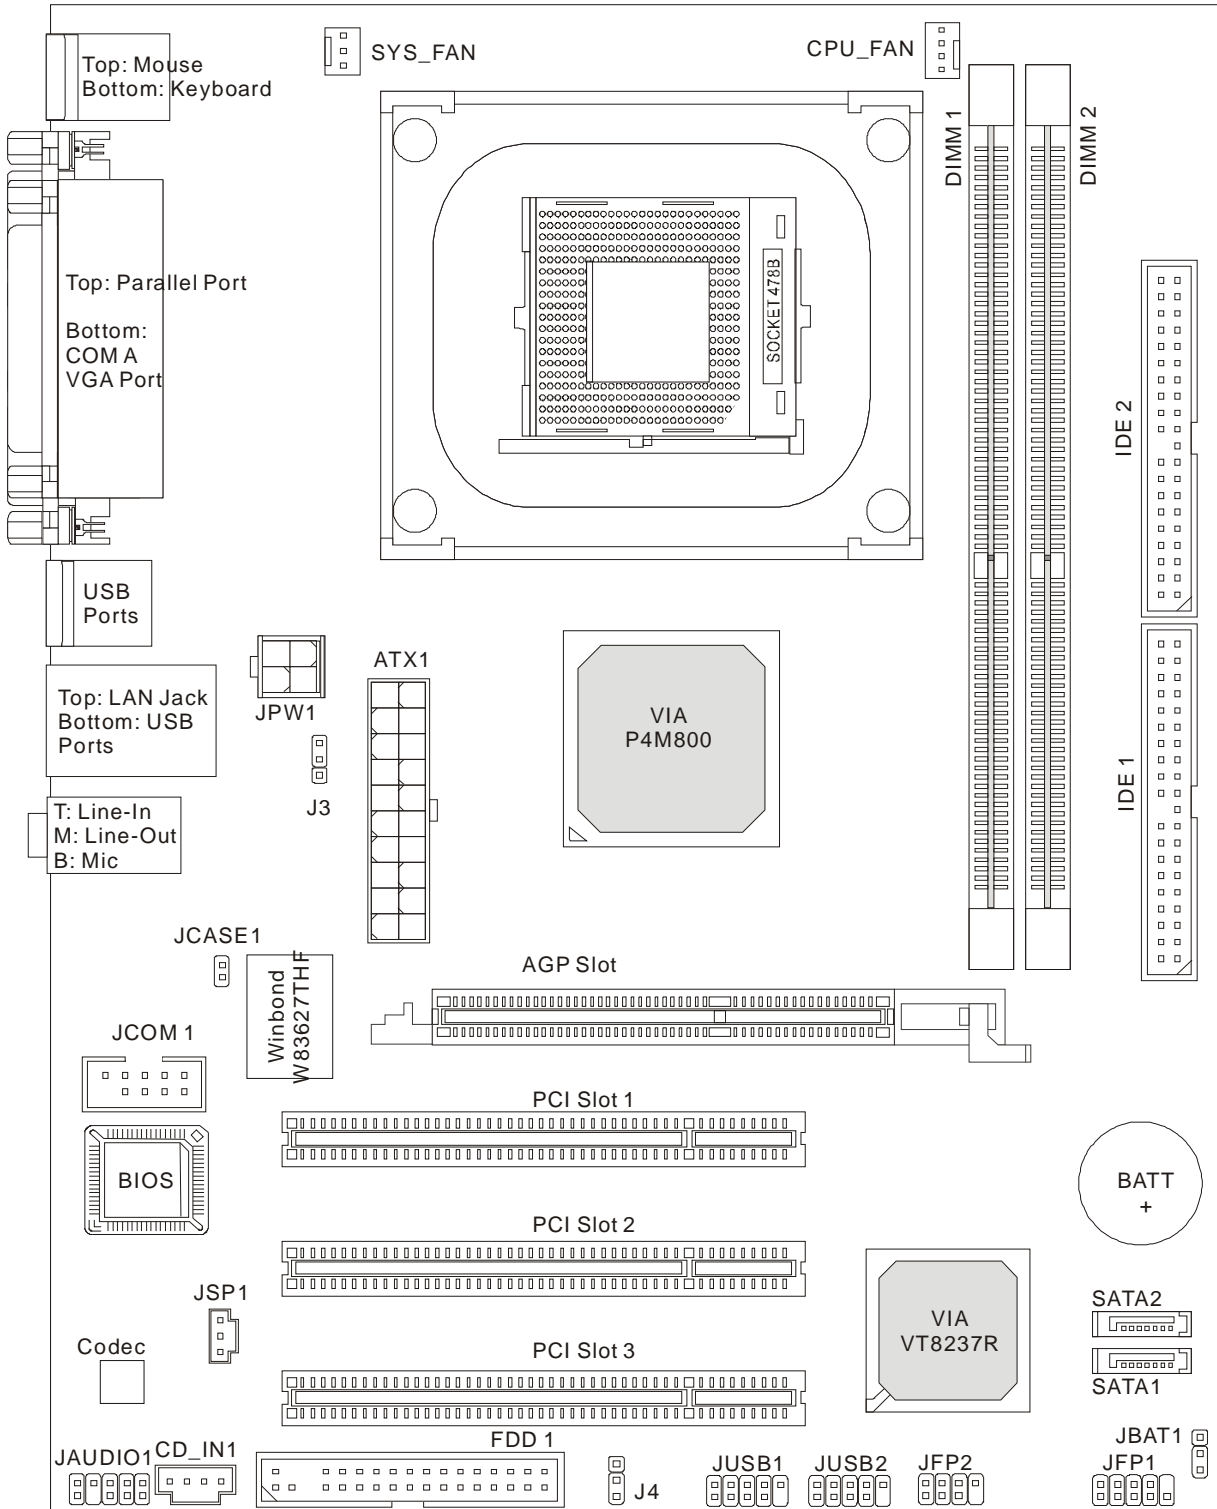 SYS_FAN
CPU_FAN
Top: Mouse
Bottom: Keyboard
DIMM 1
DIMM 2
Top: Parallel Port
Bottom:
COM A
VGA Port
SOCKET 478B
IDE 2
USB
Ports
ATX1
Top: LAN Jack
Bottom: USB
Ports
JPW1
VIA
P4M800
IDE 1
J3
T: Line-In
M: Line-Out
B: Mic
JCASE1
Winbond
W83627THF
AGP Slot
JCOM 1
PCI Slot 1
BIOS
BATT
+
PCI Slot 2
JSP1
SATA2
VIA
VT8237R
Codec
PCI Slot 3
SATA1
JBAT1
JAUDIO1
CD_IN1
FDD 1
J4
JUSB1
JUSB2
JFP2
JFP1